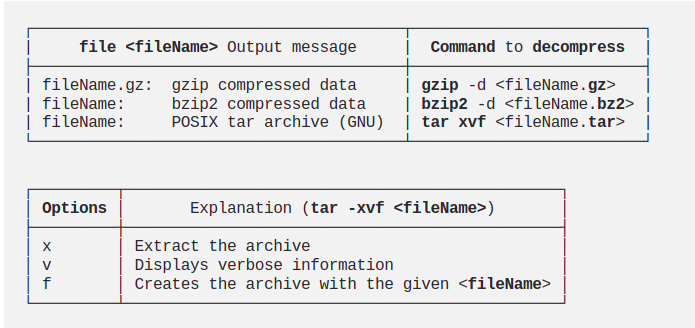 file <fileName> Output message Command to decompress
fileName.gz: gzip compressed data gzip -d <fileName.gz>
fileName: bzip2 compressed data bzip2 -d <fileName.bz2>
fileName: POSIX tar archive (GNU) tar xvf <fileName.tar>
Options Explanation (tar -xvf <fileName>)
x Extract the archive
v Displays verbose information
f Creates the archive with the given <fileName>